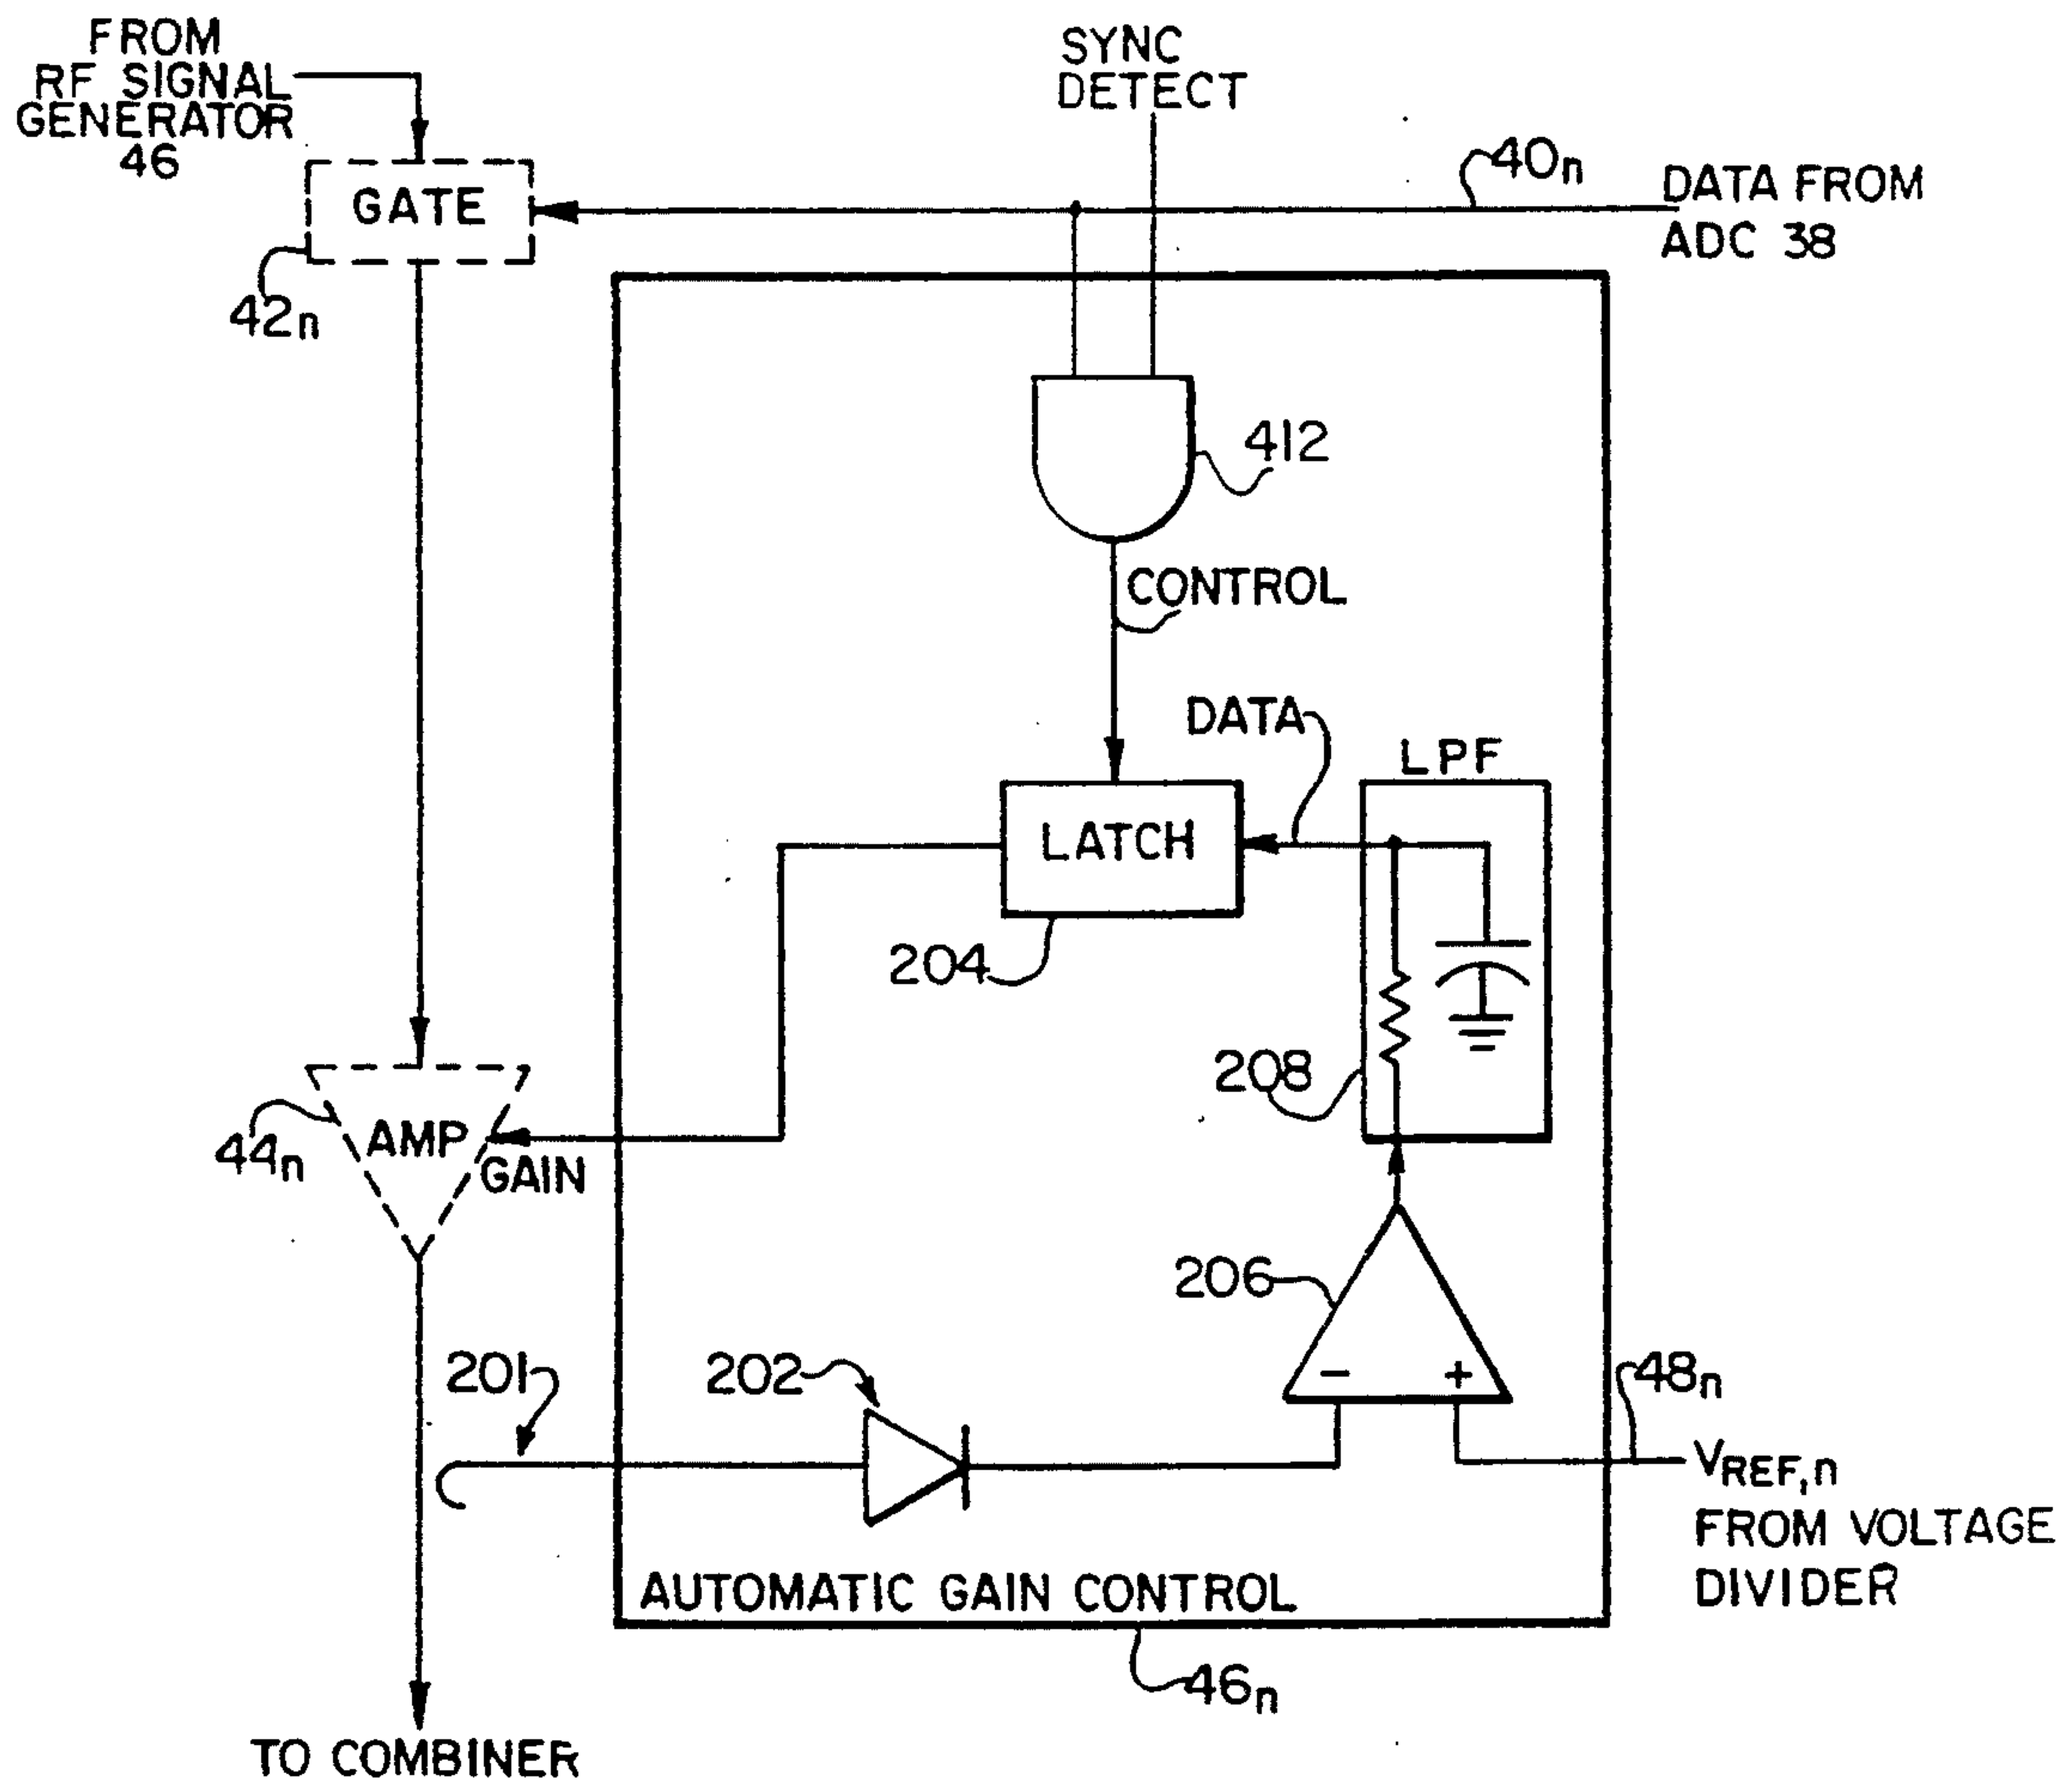 FROM
RF SIGNAL
GENERATOR
46
SYNC
DETECT
40n
DATA FROM
ADC 38
GATE
42n
412
CONTROL
DATA
LPF
LATCH
204
208
AMP
44n
GAIN
206
- +
201
202
48n
VREF,n
FROM VOLTAGE
DIVIDER
AUTOMATIC GAIN CONTROL
46n
TO COMBINER